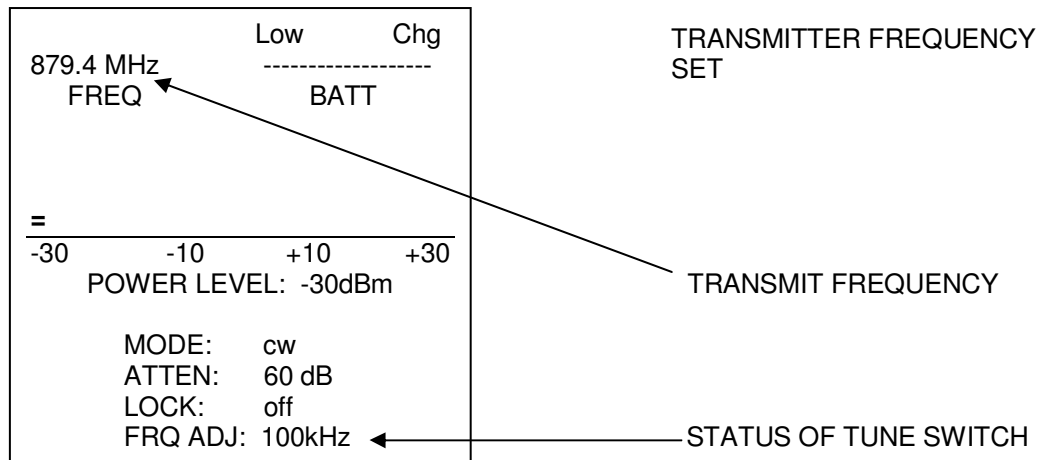 Low Chg
879.4 MHz -------------------
FREQ BATT
=
-30 -10 +10 +30
POWER LEVEL: -30dBm
MODE: cw
ATTEN: 60 dB
LOCK: off
FRQ ADJ: 100kHz
TRANSMITTER FREQUENCY
SET
TRANSMIT FREQUENCY
STATUS OF TUNE SWITCH